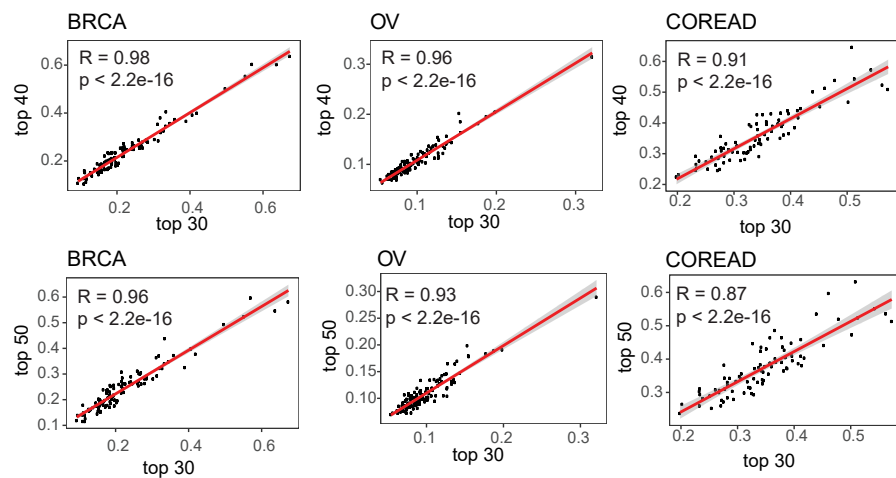 BRCA
R = 0.98
p < 2.2e-16
0.6
0.4
0.2
top 40
0.2
0.4
0.6
top 30
OV
R = 0.96
p < 2.2e-16
0.3
0.2
0.1
top 40
0.1
0.2
0.3
top 30
COREAD
R = 0.91
p < 2.2e-16
0.6
0.5
0.4
0.3
0.2
top 40
0.2
0.3
0.4
0.5
top 30
BRCA
R = 0.96
p < 2.2e-16
0.6
0.5
0.4
0.3
0.2
0.1
top 50
0.2
0.4
0.6
top 30
OV
R = 0.93
p < 2.2e-16
0.30
0.25
0.20
0.15
0.10
0.05
top 50
0.1
0.2
0.3
top 30
COREAD
R = 0.87
p < 2.2e-16
0.6
0.5
0.4
0.3
top 50
0.2
0.3
0.4
0.5
top 30